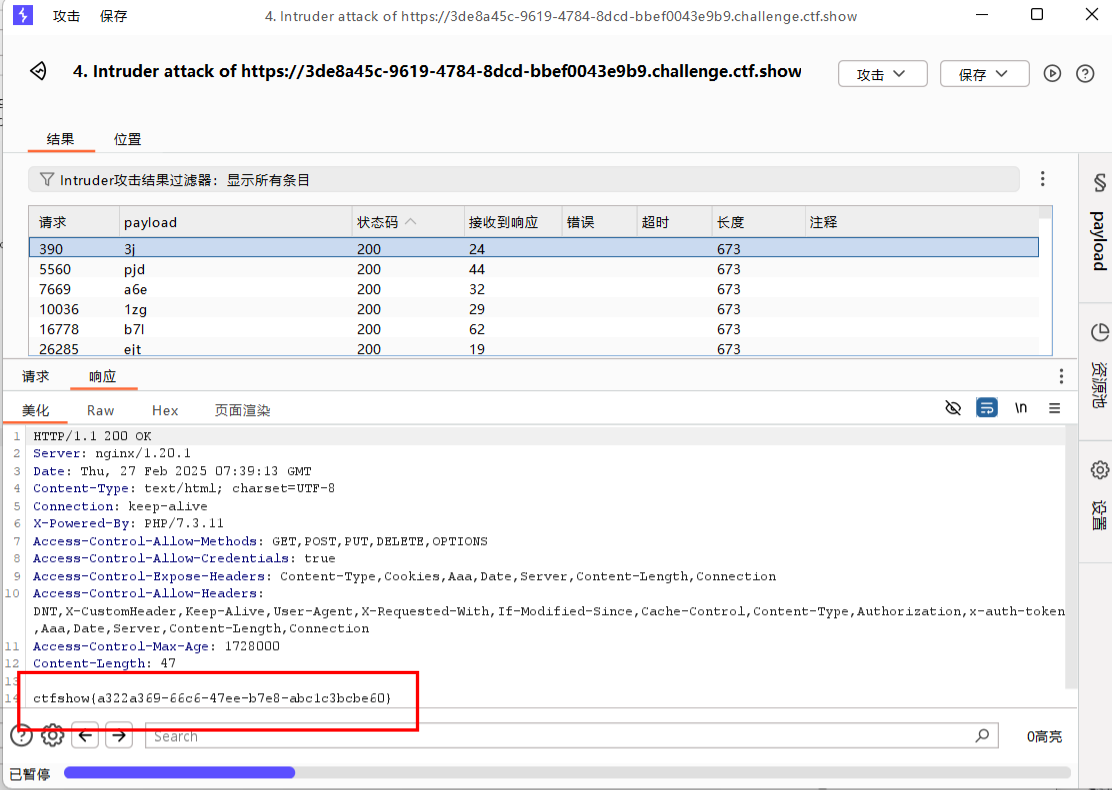 攻击 保存 4. Intruder attack of https://3de8a45c-9619-4784-8dcd-bbef0043e9b9.challenge.ctf.show
4. Intruder attack of https://3de8a45c-9619-4784-8dcd-bbef0043e9b9.challenge.ctf.show 攻击 保存
结果 位置
Intruder攻击结果过滤器：显示所有条目
请求 payload 状态码 接收到响应 错误 超时 长度 注释
390 3j 200 24 673
5560 pjd 200 44 673
7669 a6e 200 32 673
10036 1zg 200 29 673
16778 b7l 200 62 673
26285 ejt 200 19 673
请求 响应
美化 Raw Hex 页面渲染 \n
1 HTTP/1.1 200 OK
2 Server: nginx/1.20.1
3 Date: Thu, 27 Feb 2025 07:39:13 GMT
4 Content-Type: text/html; charset=UTF-8
5 Connection: keep-alive
6 X-Powered-By: PHP/7.3.11
7 Access-Control-Allow-Methods: GET,POST,PUT,DELETE,OPTIONS
8 Access-Control-Allow-Credentials: true
9 Access-Control-Expose-Headers: Content-Type,Cookies,Aaa,Date,Server,Content-Length,Connection
10 Access-Control-Allow-Headers:
DNT,X-CustomHeader,Keep-Alive,User-Agent,X-Requested-With,If-Modified-Since,Cache-Control,Content-Type,Authorization,x-auth-token
,Aaa,Date,Server,Content-Length,Connection
11 Access-Control-Max-Age: 1728000
12 Content-Length: 47
13
14 ctfshow{a322a369-66c6-47ee-b7e8-abc1c3bcbe60}
Search 0高亮
已暂停
payload
资源池
设置